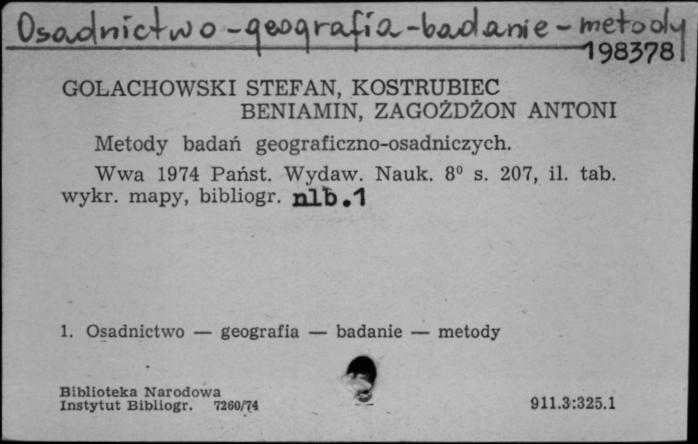 Osadnictwo - geografia - badanie - metody
198378
GOLACHOWSKI STEFAN, KOSTRUBIEC
BENIAMIN, ZAGOŻDŻON ANTONI
Metody badań geograficzno-osadniczych.
Wwa 1974 Państ. Wydaw. Nauk. 8⁰ s. 207, il. tab.
wykr. mapy, bibliogr. nlb.1
1. Osadnictwo — geografia — badanie — metody
Biblioteka Narodowa
Instytut Bibliogr. 7260/74 911.3:325.1